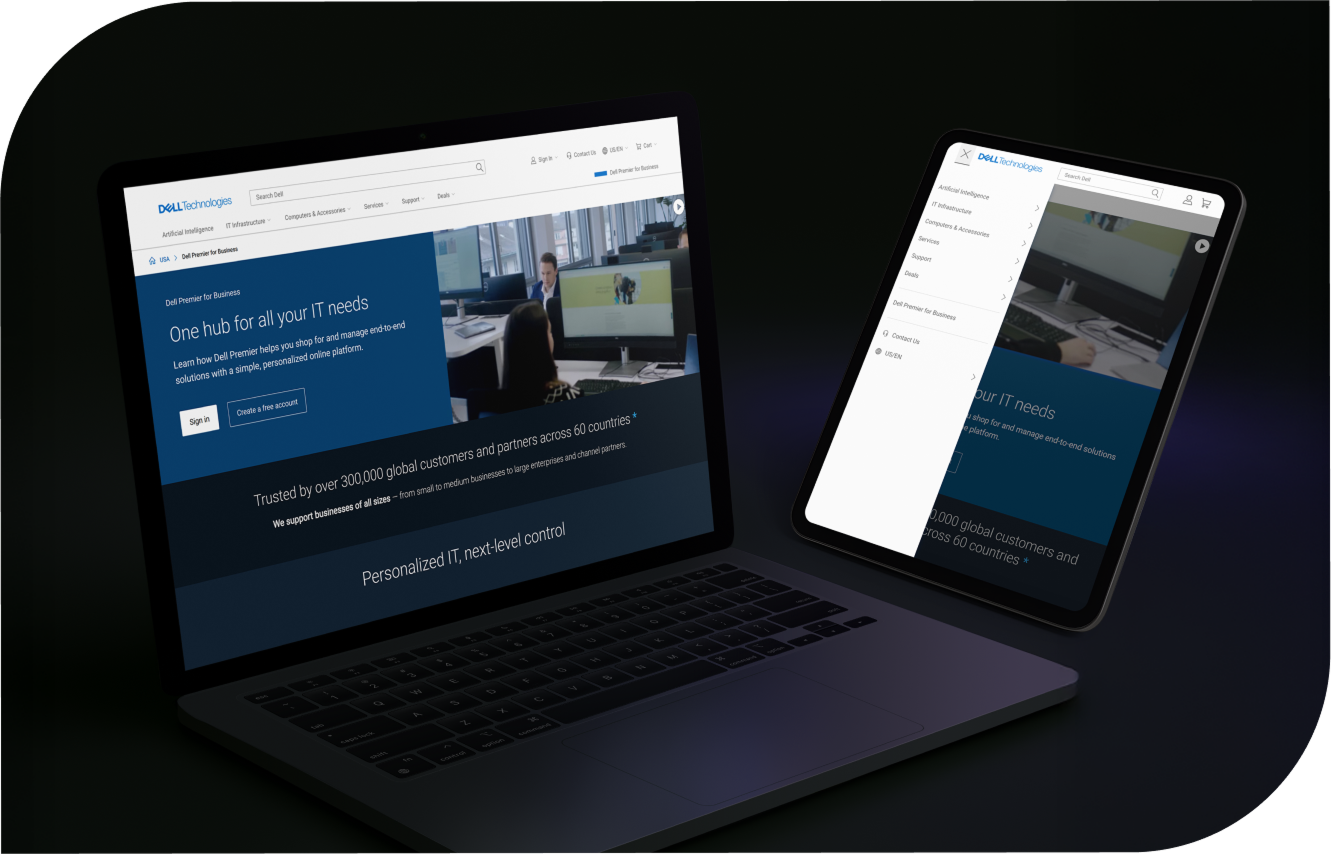 DELL Technologies
Search Dell
Sign In
Contact Us
US/EN
Cart
Artificial Intelligence
IT Infrastructure
Computers & Accessories
Services
Support
Deals
Dell Premier for Business
USA
Dell Premier for Business
Dell Premier for Business
One hub for all your IT needs
Learn how Dell Premier helps you shop for and manage end-to-end
solutions with a simple, personalized online platform.
Sign in
Create a free account
Trusted by over 300,000 global customers and partners across 60 countries *
We support businesses of all sizes – from small to medium businesses to large enterprises and channel partners.
Personalized IT, next-level control
DELL Technologies
Search Dell
Artificial Intelligence
IT Infrastructure
Computers & Accessories
Services
Support
Deals
Dell Premier for Business
Contact Us
US/EN
our IT needs
shop for and manage end-to-end solutions
platform.
0,000 global customers and
cross 60 countries *
Q W E R T Y U I O P
A S D F G H J K L
Z X C V B N M
control option command command option